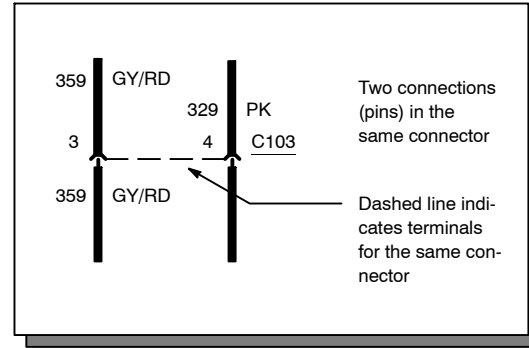 359 GY/RD
329 PK
3
4 C103
359 GY/RD
Two connections
(pins) in the
same connector
Dashed line indi-
cates terminals
for the same con-
nector